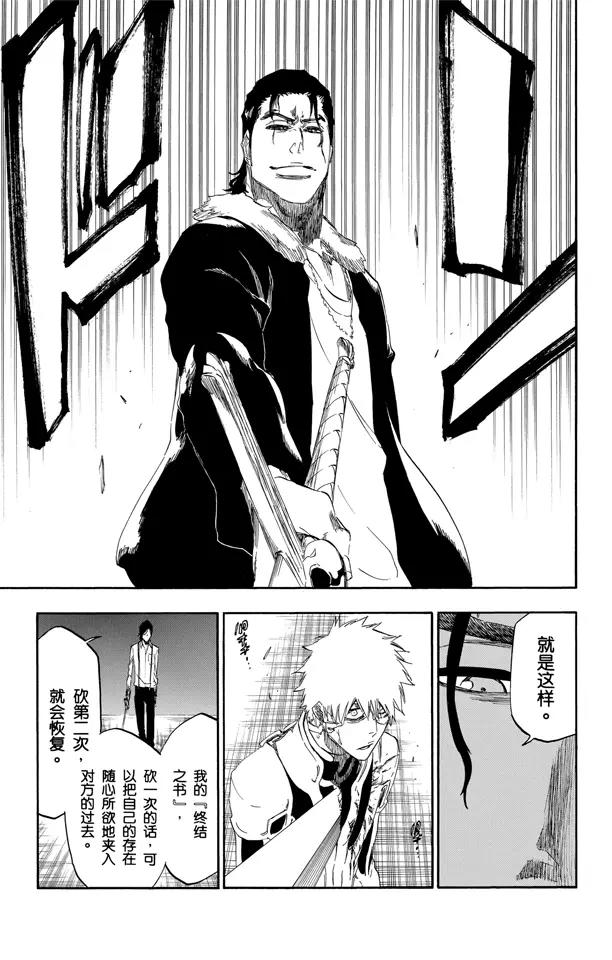 ドン
就是这样。
我的『终结
之书』，
砍一次的话，可
以把自己的存在
随心所欲地夹入
对方的过去。
砍第二次，
就会恢复。